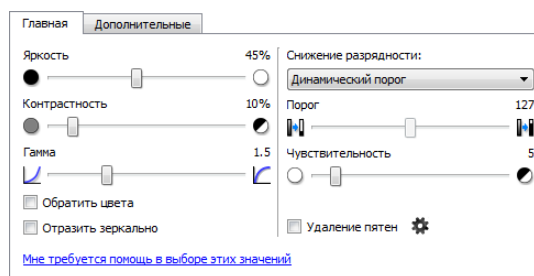 Главная
Дополнительные
Яркость 45%
Контрастность 10%
Гамма 1.5
Обратить цвета
Отразить зеркально
Снижение разрядности:
Динамический порог
Порог 127
Чувствительность 5
Удаление пятен
Мне требуется помощь в выборе этих значений